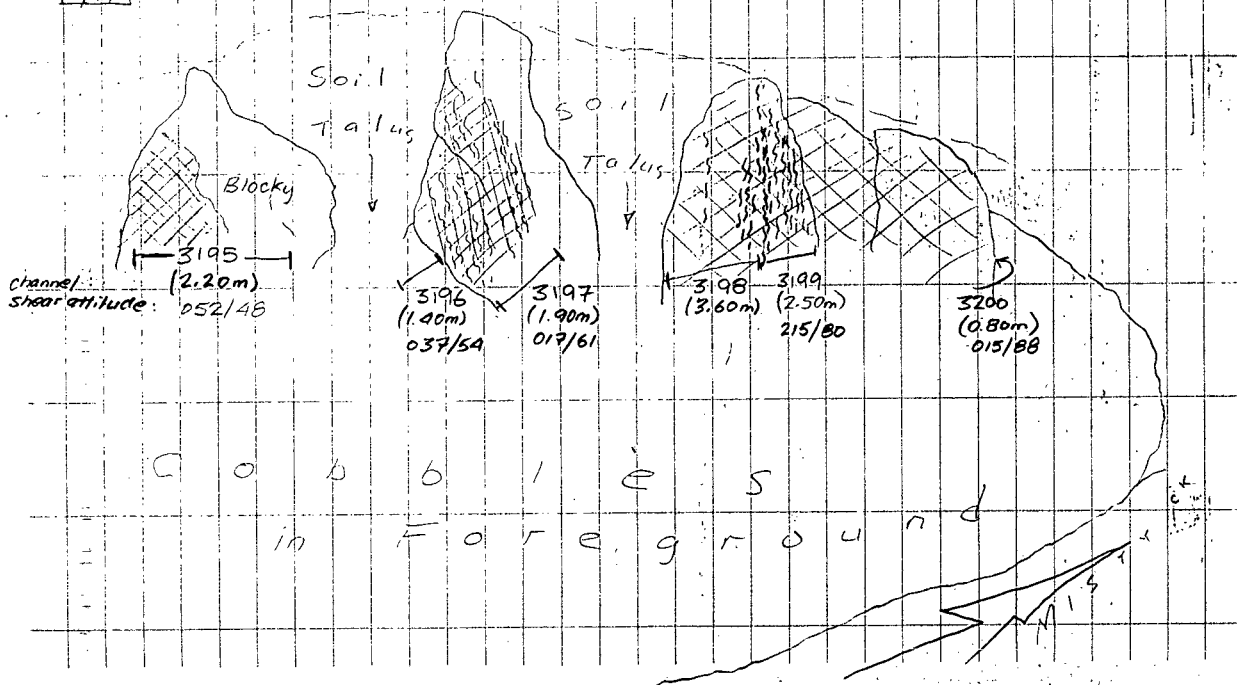 Soil
Talus
Soil
Talus
Blocky
channel
shear attitude:
3195
(2.20m)
052/48
3196
(1.40m)
037/54
3197
(1.90m)
017/61
3198
(3.60m)
3199
(2.50m)
215/80
3200
(0.80m)
015/88
Cobbles
in Foreground